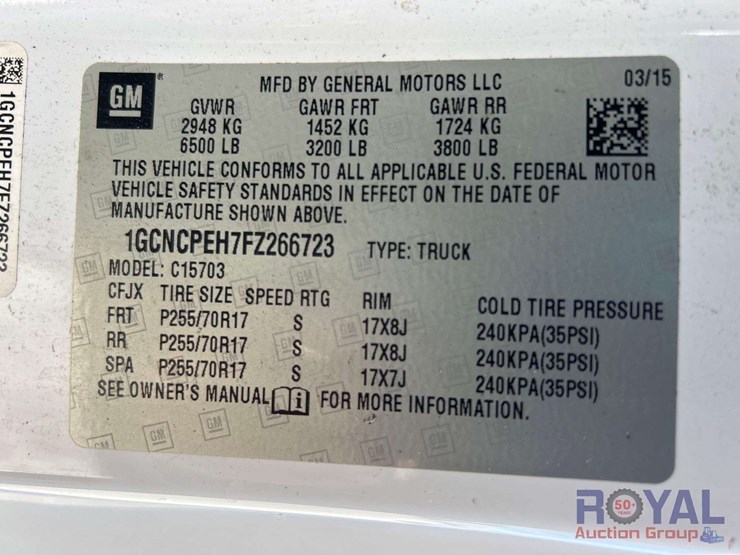 GM
MFD BY GENERAL MOTORS LLC 03/15
GVWR GAWR FRT GAWR RR
2948 KG 1452 KG 1724 KG
6500 LB 3200 LB 3800 LB
THIS VEHICLE CONFORMS TO ALL APPLICABLE U.S. FEDERAL MOTOR
VEHICLE SAFETY STANDARDS IN EFFECT ON THE DATE OF
MANUFACTURE SHOWN ABOVE.
1GCNCPEH7FZ266723 TYPE: TRUCK
MODEL: C15703
CFJX TIRE SIZE SPEED RTG RIM COLD TIRE PRESSURE
FRT P255/70R17 S 17X8J 240KPA(35PSI)
RR P255/70R17 S 17X8J 240KPA(35PSI)
SPA P255/70R17 S 17X7J 240KPA(35PSI)
SEE OWNER'S MANUAL i FOR MORE INFORMATION.
ROYAL
50+ YEARS
Auction Group